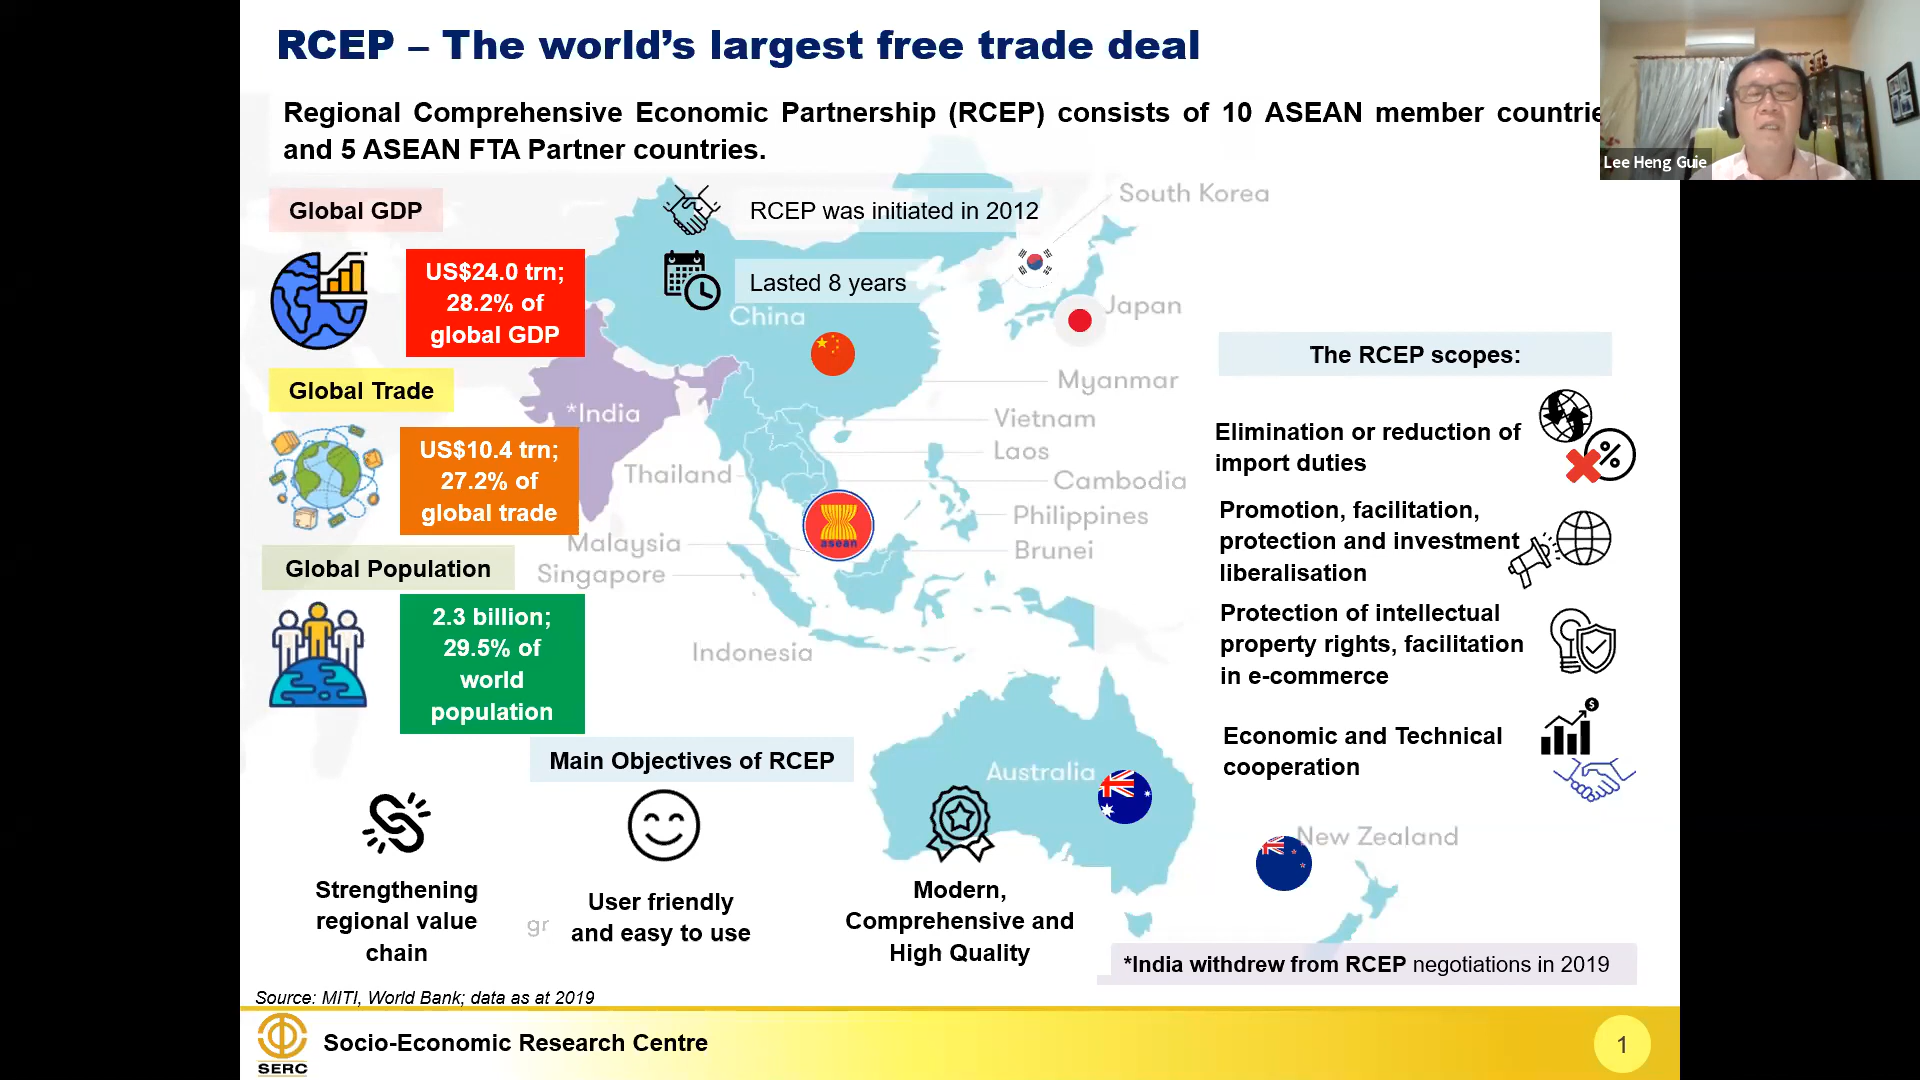 RCEP – The world's largest free trade deal
Regional Comprehensive Economic Partnership (RCEP) consists of 10 ASEAN member countrie
and 5 ASEAN FTA Partner countries.
Lee Heng Guie
Global GDP
US$24.0 trn;
28.2% of
global GDP
Global Trade
US$10.4 trn;
27.2% of
global trade
Global Population
2.3 billion;
29.5% of
world
population
RCEP was initiated in 2012
Lasted 8 years
South Korea
Japan
China
Myanmar
*India
Vietnam
Laos
Thailand
Cambodia
Philippines
asean
Malaysia
Brunei
Singapore
Indonesia
Australia
New Zealand
The RCEP scopes:
Elimination or reduction of
import duties
%
Promotion, facilitation,
protection and investment
liberalisation
Protection of intellectual
property rights, facilitation
in e-commerce
Economic and Technical
cooperation
$
Main Objectives of RCEP
Strengthening
regional value
chain
gr
User friendly
and easy to use
Modern,
Comprehensive and
High Quality
*India withdrew from RCEP negotiations in 2019
Source: MITI, World Bank; data as at 2019
SERC
Socio-Economic Research Centre
1